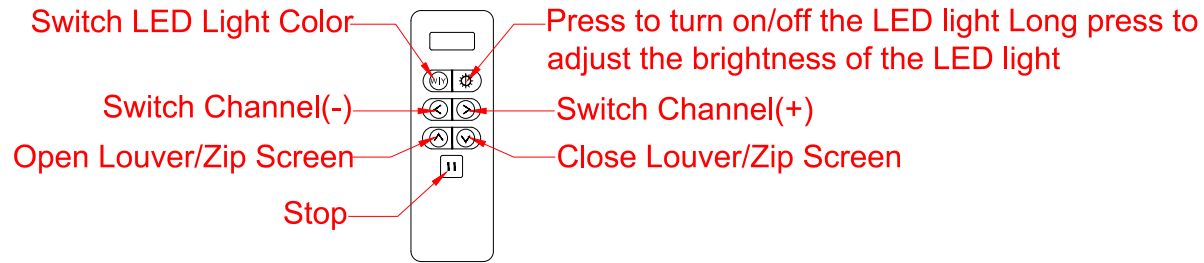 Switch LED Light Color
Press to turn on/off the LED light Long press to
adjust the brightness of the LED light
W|Y
Switch Channel(-)
Switch Channel(+)
Open Louver/Zip Screen
Close Louver/Zip Screen
Stop